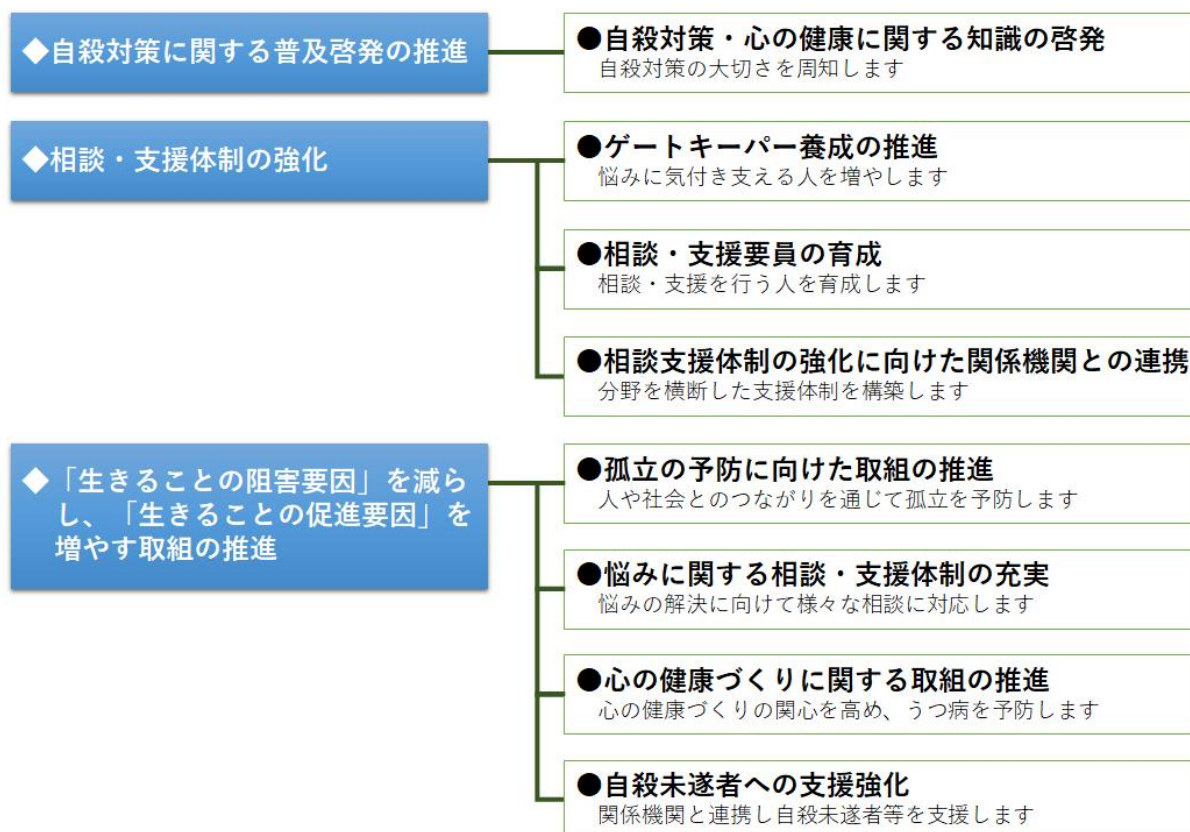 ◆自殺対策に関する普及啓発の推進
●自殺対策・心の健康に関する知識の啓発
自殺対策の大切さを周知します
◆相談・支援体制の強化
●ゲートキーパー養成の推進
悩みに気付き支える人を増やします
●相談・支援要員の育成
相談・支援を行う人を育成します
●相談支援体制の強化に向けた関係機関との連携
分野を横断した支援体制を構築します
◆「生きることの阻害要因」を減ら
し、「生きることの促進要因」を
増やす取組の推進
●孤立の予防に向けた取組の推進
人や社会とのつながりを通じて孤立を予防します
●悩みに関する相談・支援体制の充実
悩みの解決に向けて様々な相談に対応します
●心の健康づくりに関する取組の推進
心の健康づくりの関心を高め、うつ病を予防します
●自殺未遂者への支援強化
関係機関と連携し自殺未遂者等を支援します